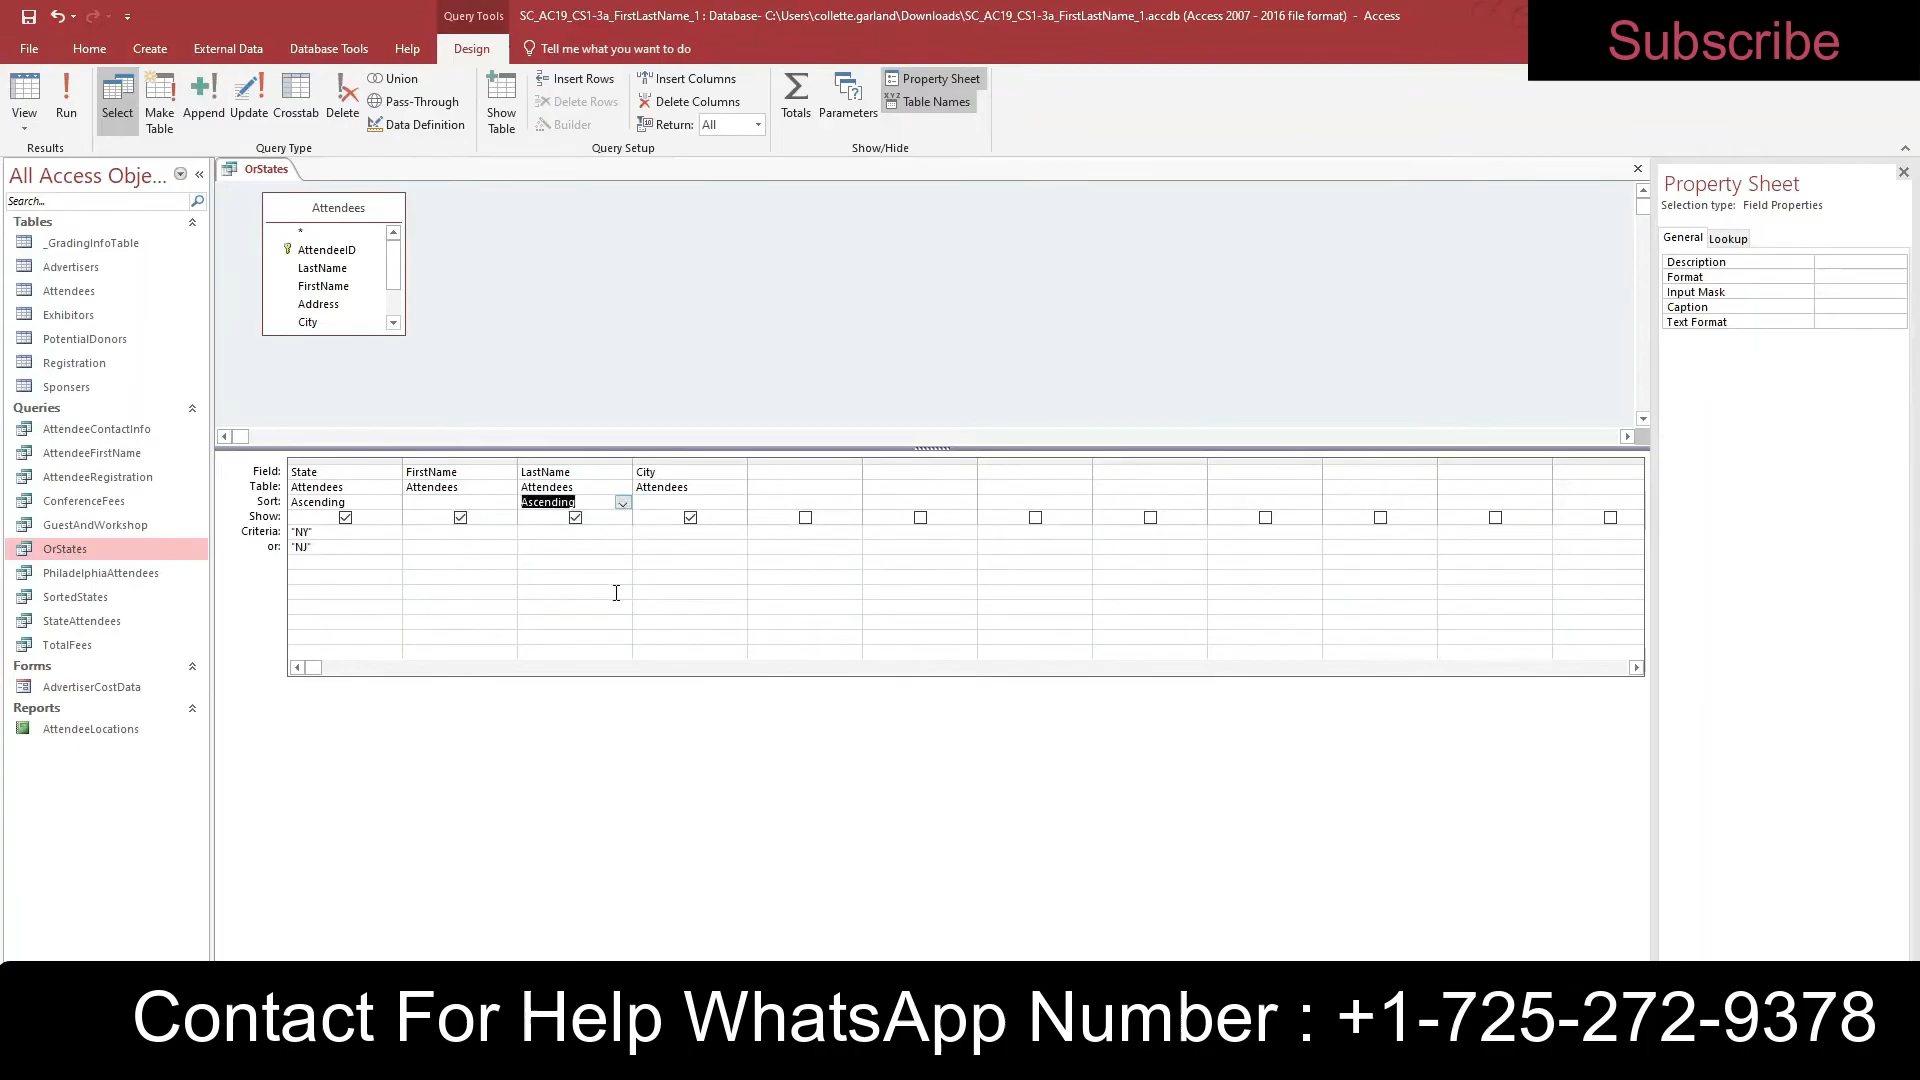 Query Tools
SC_AC19_CS1-3a_FirstLastName_1 : Database- C:\Users\collette.garland\Downloads\SC_AC19_CS1-3a_FirstLastName_1.accdb (Access 2007 - 2016 file format) - Access
Subscribe
File Home Create External Data Database Tools Help Design Tell me what you want to do
View
Run
Select
Make
Table
Append
Update
Crosstab
Delete
Union
Pass-Through
Data Definition
Show
Table
Insert Rows
Delete Rows
Builder
Insert Columns
Delete Columns
Return: All
Totals
Parameters
Property Sheet
XYZ Table Names
Results
Query Type
Query Setup
Show/Hide
All Access Obje...
Search...
Tables
_GradingInfoTable
Advertisers
Attendees
Exhibitors
PotentialDonors
Registration
Sponsers
Queries
AttendeeContactInfo
AttendeeFirstName
AttendeeRegistration
ConferenceFees
GuestAndWorkshop
OrStates
PhiladelphiaAttendees
SortedStates
StateAttendees
TotalFees
Forms
AdvertiserCostData
Reports
AttendeeLocations
OrStates
Attendees
*
AttendeeID
LastName
FirstName
Address
City
Field: State FirstName LastName City
Table: Attendees Attendees Attendees Attendees
Sort: Ascending Ascending
Show:
Criteria: "NY"
or: "NJ"
Property Sheet
Selection type: Field Properties
General Lookup
Description
Format
Input Mask
Caption
Text Format
Contact For Help WhatsApp Number : +1-725-272-9378